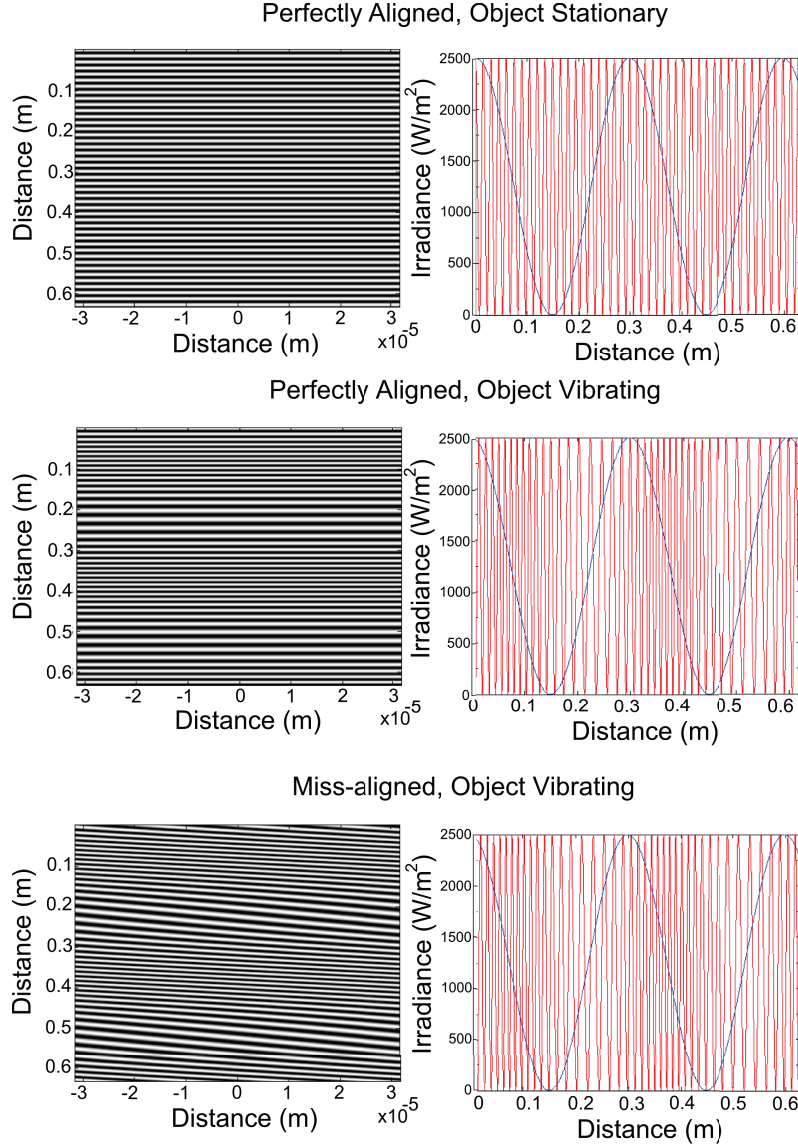 Perfectly Aligned, Object Stationary
Distance (m)
0.1
0.2
0.3
0.4
0.5
0.6
-3 -2 -1 0 1 2 3
Distance (m)
x10-5
Irradiance (W/m2)
2500
2000
1500
1000
500
0
0 0.1 0.2 0.3 0.4 0.5 0.6
Distance (m)
Perfectly Aligned, Object Vibrating
Distance (m)
0.1
0.2
0.3
0.4
0.5
0.6
-3 -2 -1 0 1 2 3
Distance (m)
x10-5
Irradiance (W/m2)
2500
2000
1500
1000
500
0
0 0.1 0.2 0.3 0.4 0.5 0.6
Distance (m)
Miss-aligned, Object Vibrating
Distance (m)
0.1
0.2
0.3
0.4
0.5
0.6
-3 -2 -1 0 1 2 3
Distance (m)
x10-5
Irradiance (W/m2)
2500
2000
1500
1000
500
0
0 0.1 0.2 0.3 0.4 0.5 0.6
Distance (m)